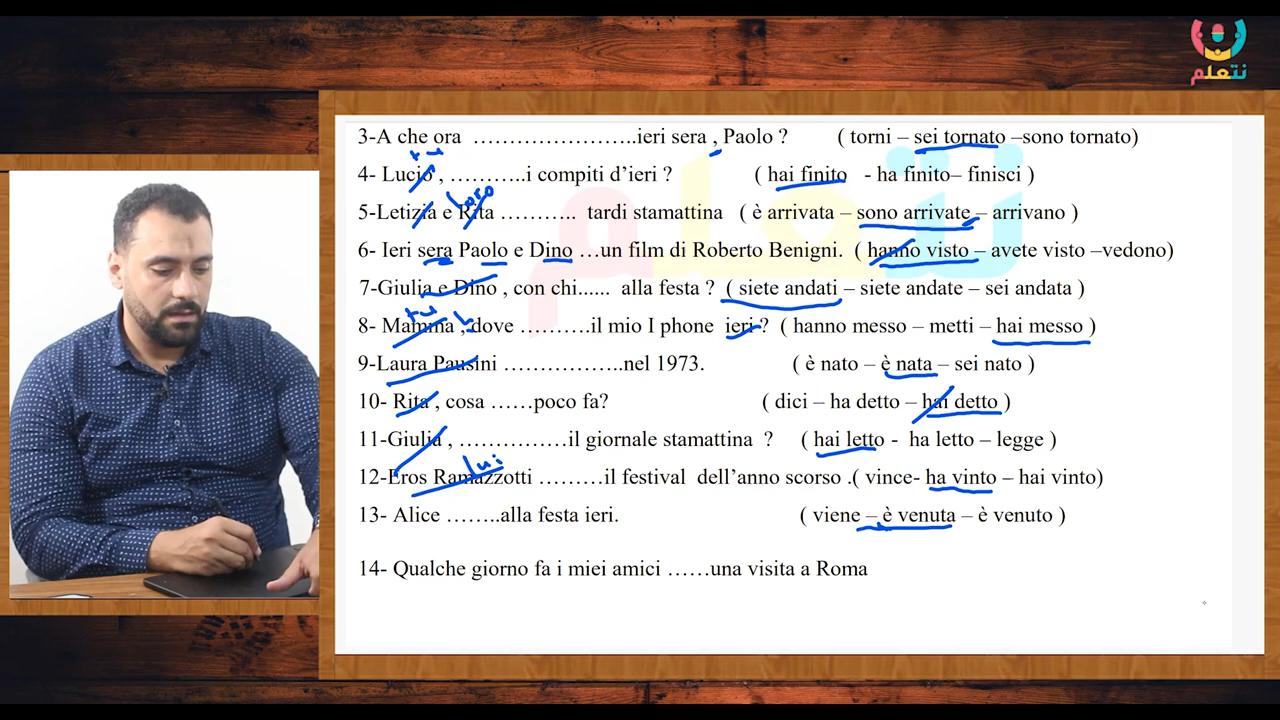 نتعلم
3-A che ora …………………..ieri sera , Paolo ? ( torni – sei tornato –sono tornato)
tu
4- Lucio , ………..i compiti d’ieri ? ( hai finito - ha finito– finisci )
Loro
5-Letizia e Rita ……….. tardi stamattina ( è arrivata – sono arrivate – arrivano )
6- Ieri sera Paolo e Dino …un film di Roberto Benigni. ( hanno visto – avete visto –vedono)
7-Giulia e Dino , con chi...... alla festa ? ( siete andati – siete andate – sei andata )
tu
8- Mamma , dove ……….il mio I phone ieri ? ( hanno messo – metti – hai messo )
9-Laura Pausini ……………..nel 1973. ( è nato – è nata – sei nato )
10- Rita , cosa ……poco fa? ( dici – ha detto – hai detto )
11-Giulia , ……………il giornale stamattina ? ( hai letto - ha letto – legge )
lui
12-Eros Ramazzotti ………il festival dell’anno scorso .( vince- ha vinto – hai vinto)
13- Alice ……..alla festa ieri. ( viene – è venuta – è venuto )
14- Qualche giorno fa i miei amici ……una visita a Roma